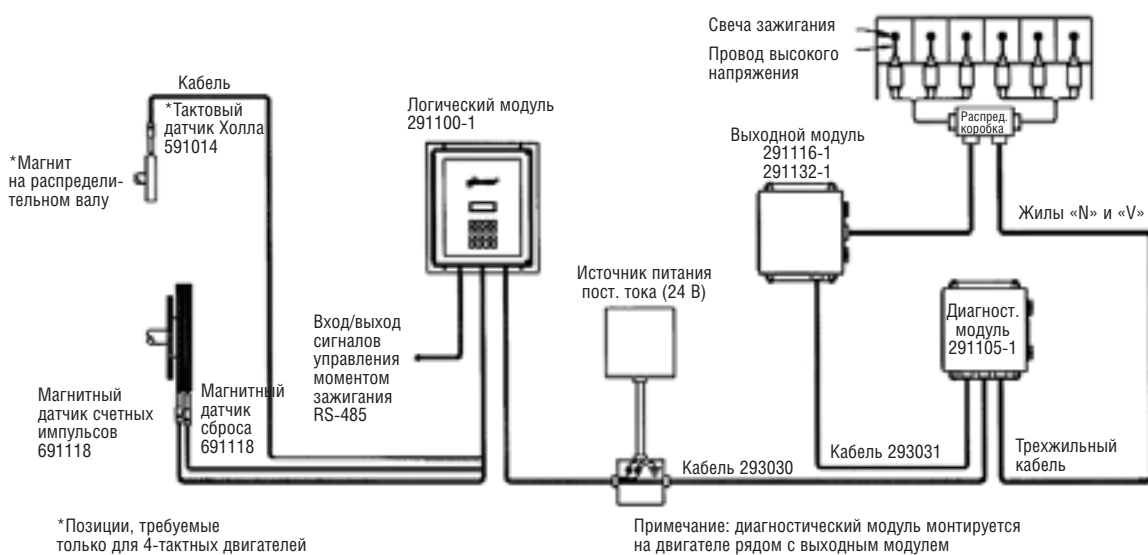 Свеча зажигания
Провод высокого
напряжения
Кабель
*Тактовый
датчик Холла
591014
Логический модуль
291100-1
Распред.
коробка
Выходной модуль
291116-1
291132-1
*Магнит
на распредели-
тельном валу
Жилы «N» и «V»
Источник питания
пост. тока (24 В)
Диагност.
модуль
291105-1
Вход/выход
сигналов
управления
моментом
зажигания
RS-485
Магнитный
датчик счетных
импульсов
691118
Магнитный
датчик
сброса
691118
Кабель 293030
Кабель 293031
Трехжильный
кабель
*Позиции, требуемые
только для 4-тактных двигателей
Примечание: диагностический модуль монтируется
на двигателе рядом с выходным модулем